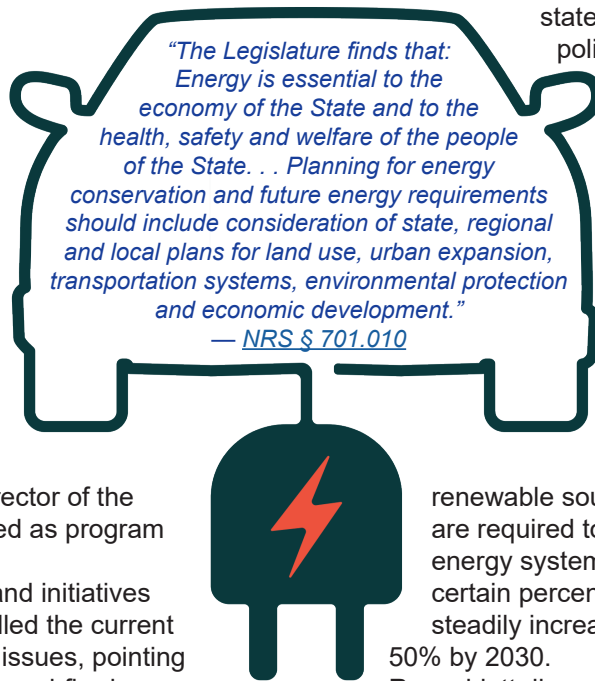 state
poli
“The Legislature finds that:
Energy is essential to the
economy of the State and to the
health, safety and welfare of the people
of the State. . . Planning for energy
conservation and future energy requirements
should include consideration of state, regional
and local plans for land use, urban expansion,
transportation systems, environmental protection
and economic development.”
— NRS § 701.010
rector of the
ed as program
and initiatives
lled the current
issues, pointing
renewable sou
are required to
energy system
certain percen
steadily increa
50% by 2030.